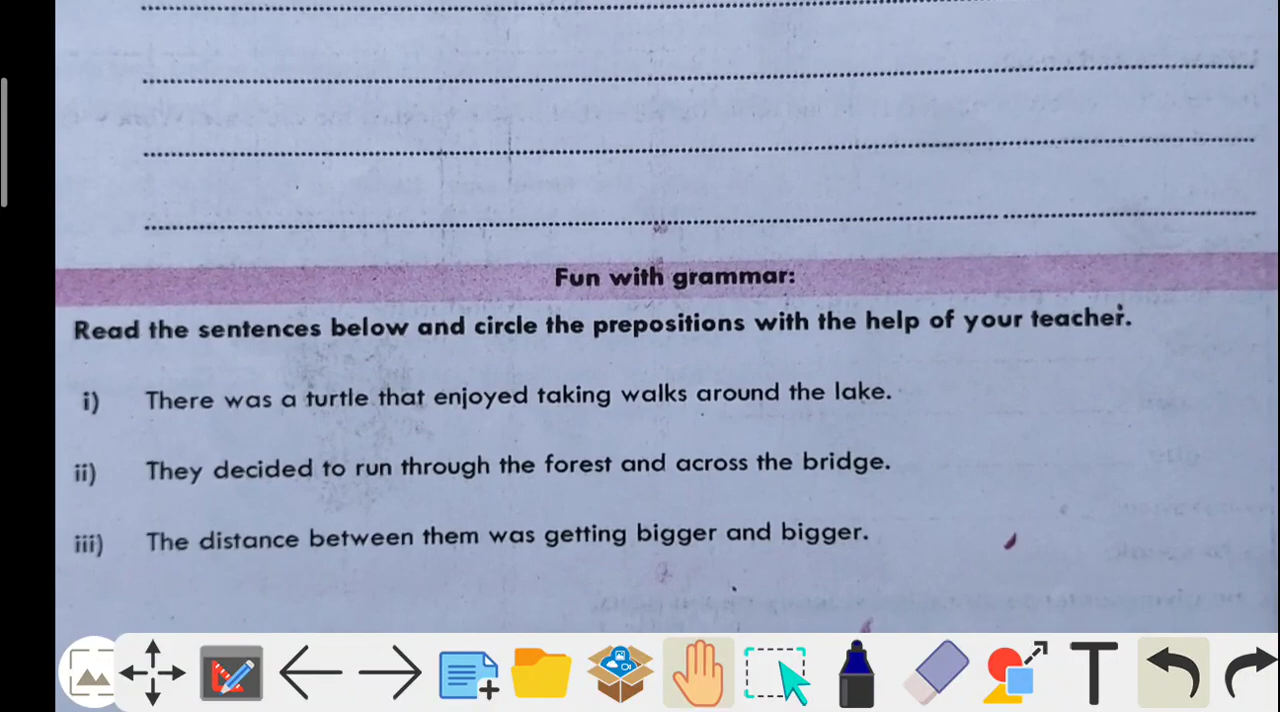 Fun with grammar:
Read the sentences below and circle the prepositions with the help of your teacher.
i) There was a turtle that enjoyed taking walks around the lake.
ii) They decided to run through the forest and across the bridge.
iii) The distance between them was getting bigger and bigger.
T